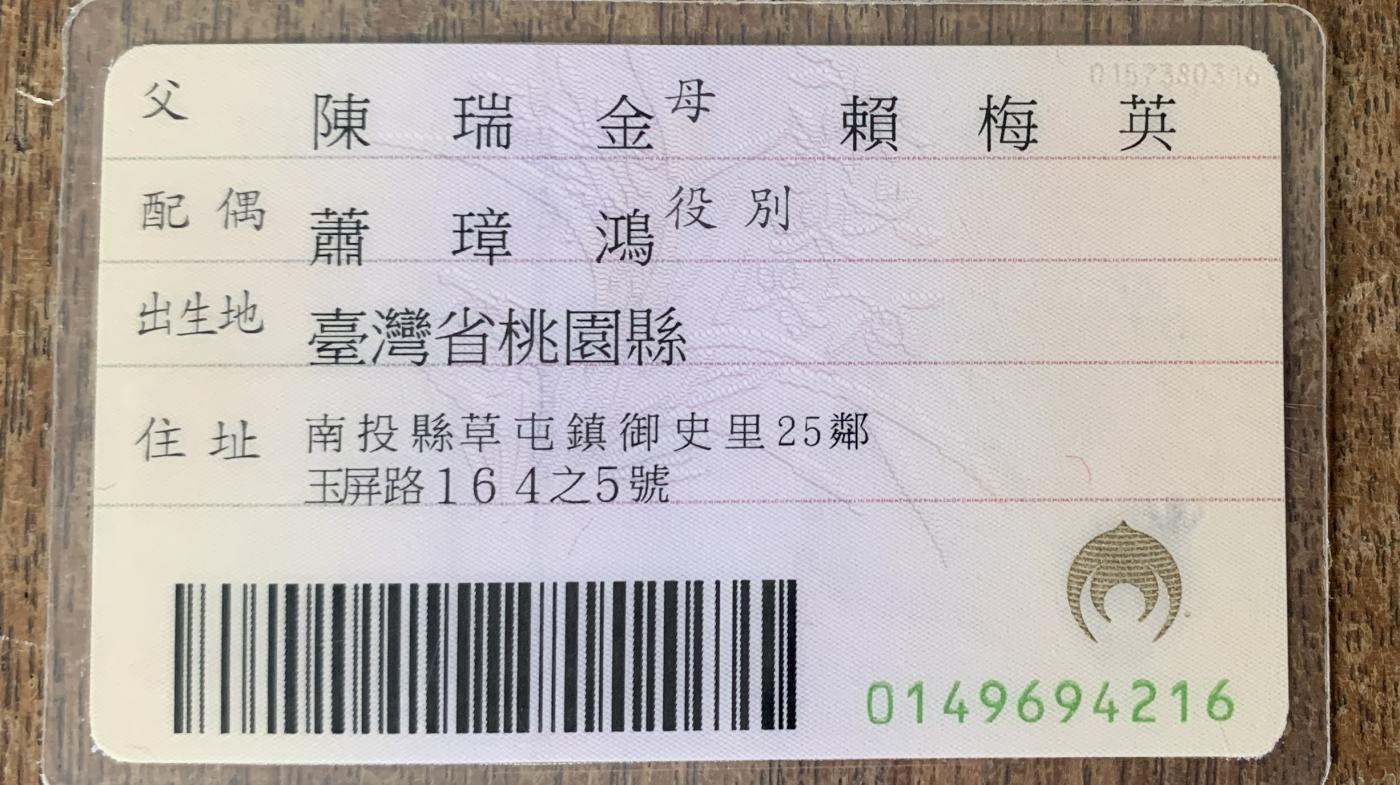 父 陳瑞金 母 賴梅英
配偶 蕭璋鴻 役別
出生地 臺灣省桃園縣
住址 南投縣草屯鎮御史里25鄰
玉屏路164之5號
0149694216